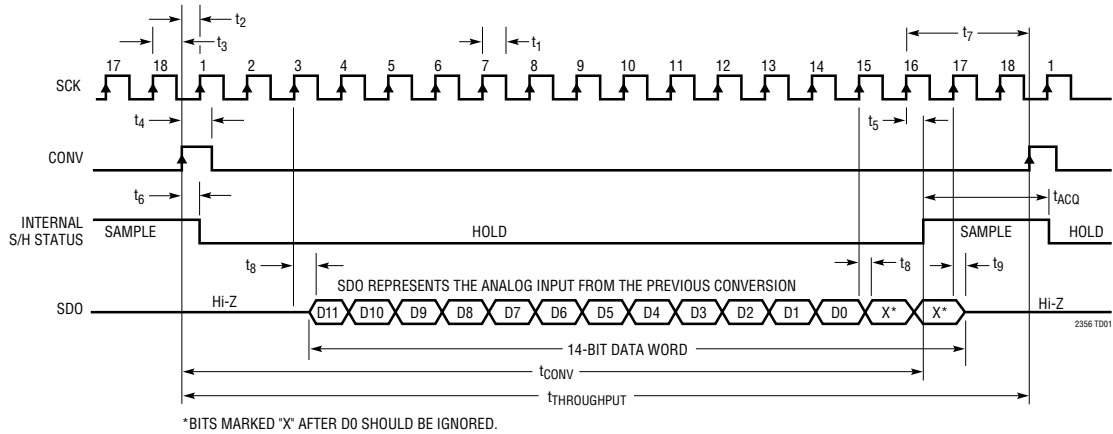 t2
t3
t1
t7
17 18 1 2 3 4 5 6 7 8 9 10 11 12 13 14 15 16 17 18 1
SCK
t4
t5
CONV
t6
tACQ
INTERNAL
S/H STATUS
SAMPLE
HOLD
SAMPLE
HOLD
t8
t8
t9
SDO REPRESENTS THE ANALOG INPUT FROM THE PREVIOUS CONVERSION
SDO
Hi-Z
D11 D10 D9 D8 D7 D6 D5 D4 D3 D2 D1 D0 X* X*
Hi-Z
2356 TD01
14-BIT DATA WORD
tCONV
tTHROUGHPUT
*BITS MARKED "X" AFTER D0 SHOULD BE IGNORED.